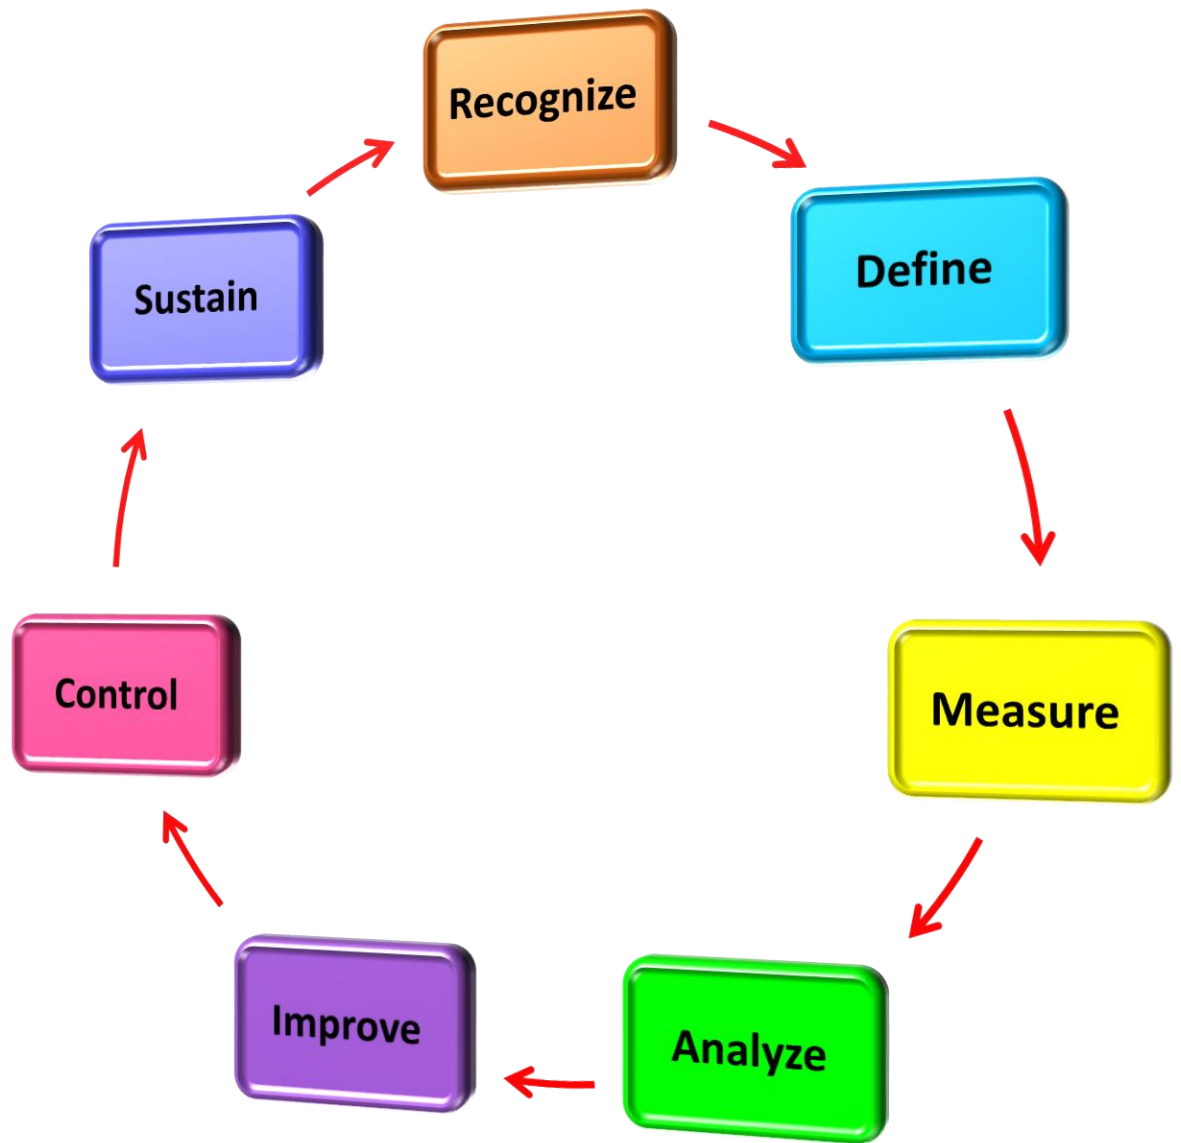 Recognize
Define
Measure
Analyze
Improve
Control
Sustain